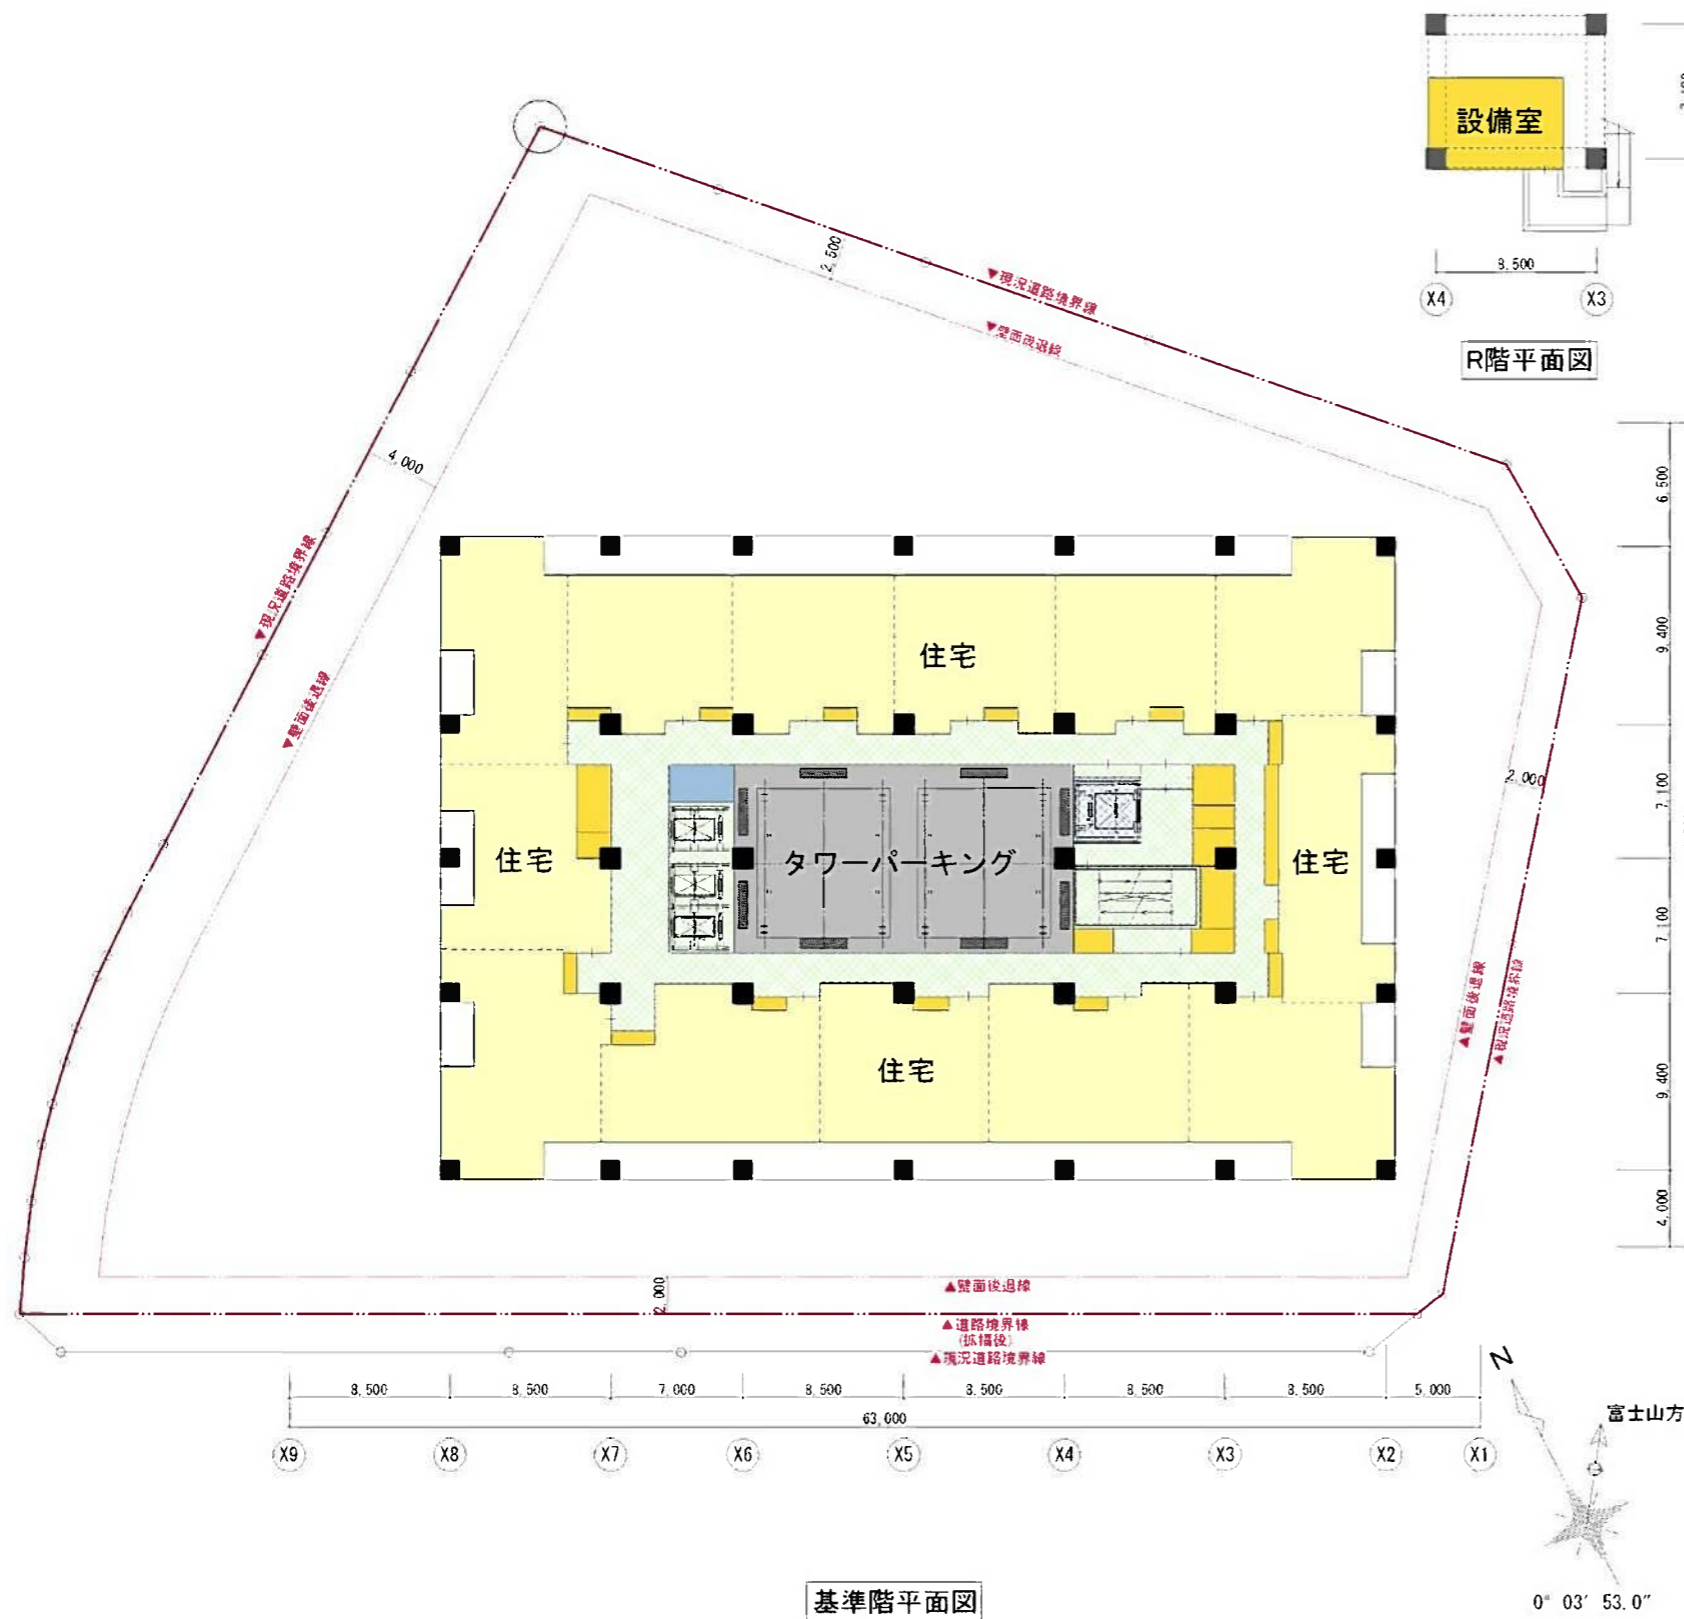 設備室
8,500
X4
X3
R階平面図
2,500
▼現況道路境界線
▼壁面後退線
4,000
▼現況道路境界線
▼壁面後退線
6,500
9,400
7,100
7,100
9,400
4,000
住宅
住宅
タワーパーキング
住宅
住宅
2,000
▲壁面後退線
▲現況道路境界線
2,000
▲壁面後退線
▲道路境界線
(拡幅後)
▲現況道路境界線
8,500
8,500
7,000
8,500
8,500
8,500
8,500
5,000
63,000
X9
X8
X7
X6
X5
X4
X3
X2
X1
N
富士山方
0° 03′ 53.0″
基準階平面図